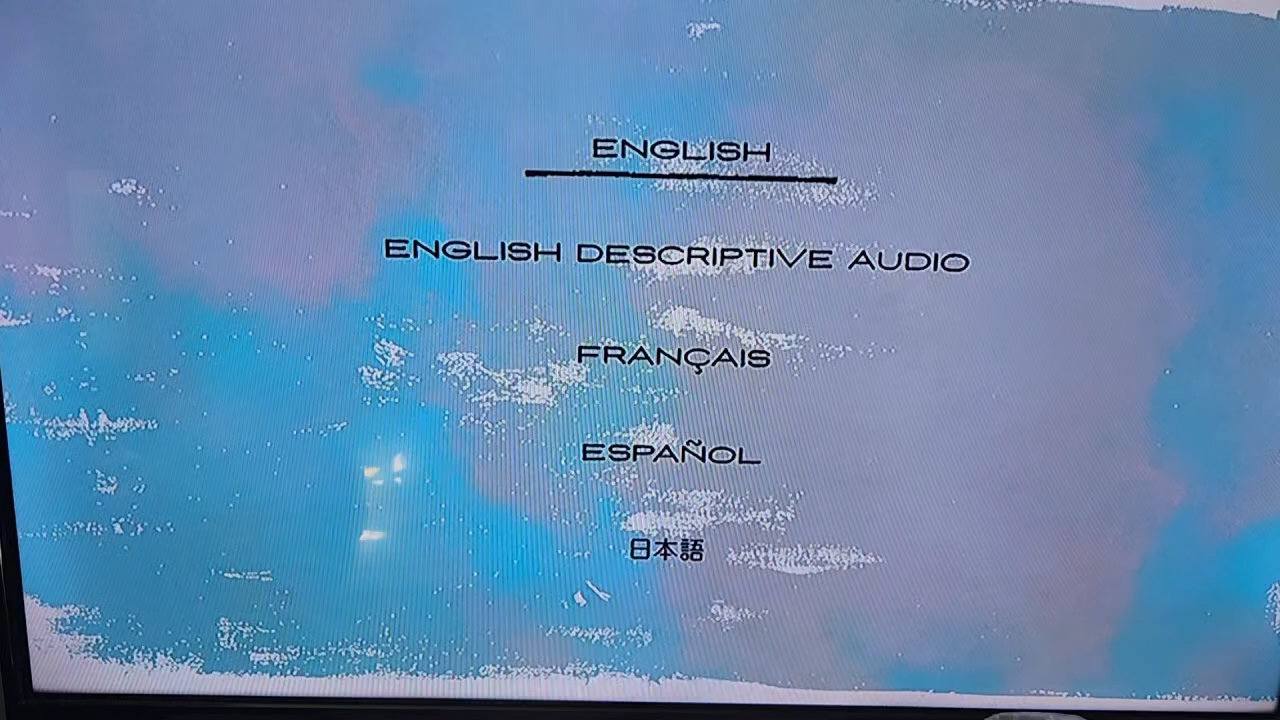 ENGLISH
ENGLISH DESCRIPTIVE AUDIO
FRANÇAIS
ESPAÑOL
日本語